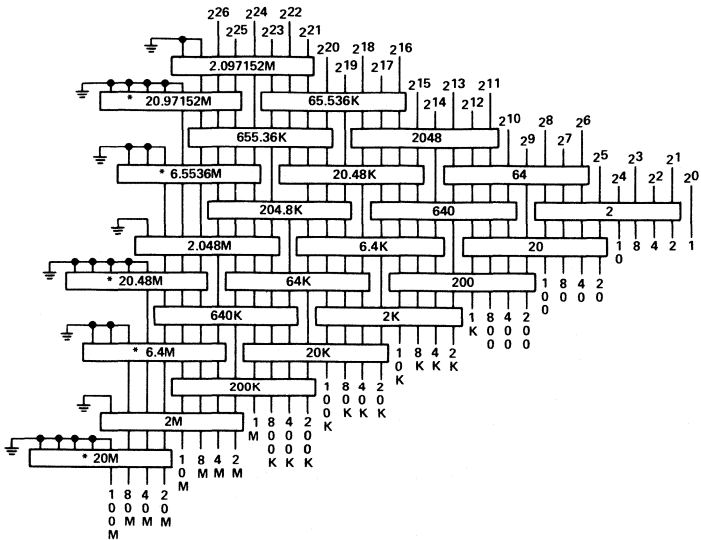 2^26 2^24 2^22
2^25 2^23 2^21
2^20 2^18 2^16
2^19 2^17
2.097152M
2^15 2^13 2^11
* 20.97152M 65.536K
2^14 2^12
2^10 2^8 2^6
655.36K 2048
2^9 2^7
2^5 2^3 2^1
* 6.5536M 20.48K 64
2^4 2^2 2^0
204.8K 640 2
2.048M 6.4K 20
10 8 4 2 1
* 20.48M 64K 200
100 80 40 20
640K 2K
1K 800 400 200
* 6.4M 20K
10K 8K 4K 2K
200K
100K 80K 40K 20K
2M
1M 800K 400K 200K
* 20M
10M 8M 4M 2M
100M 80M 40M 20M